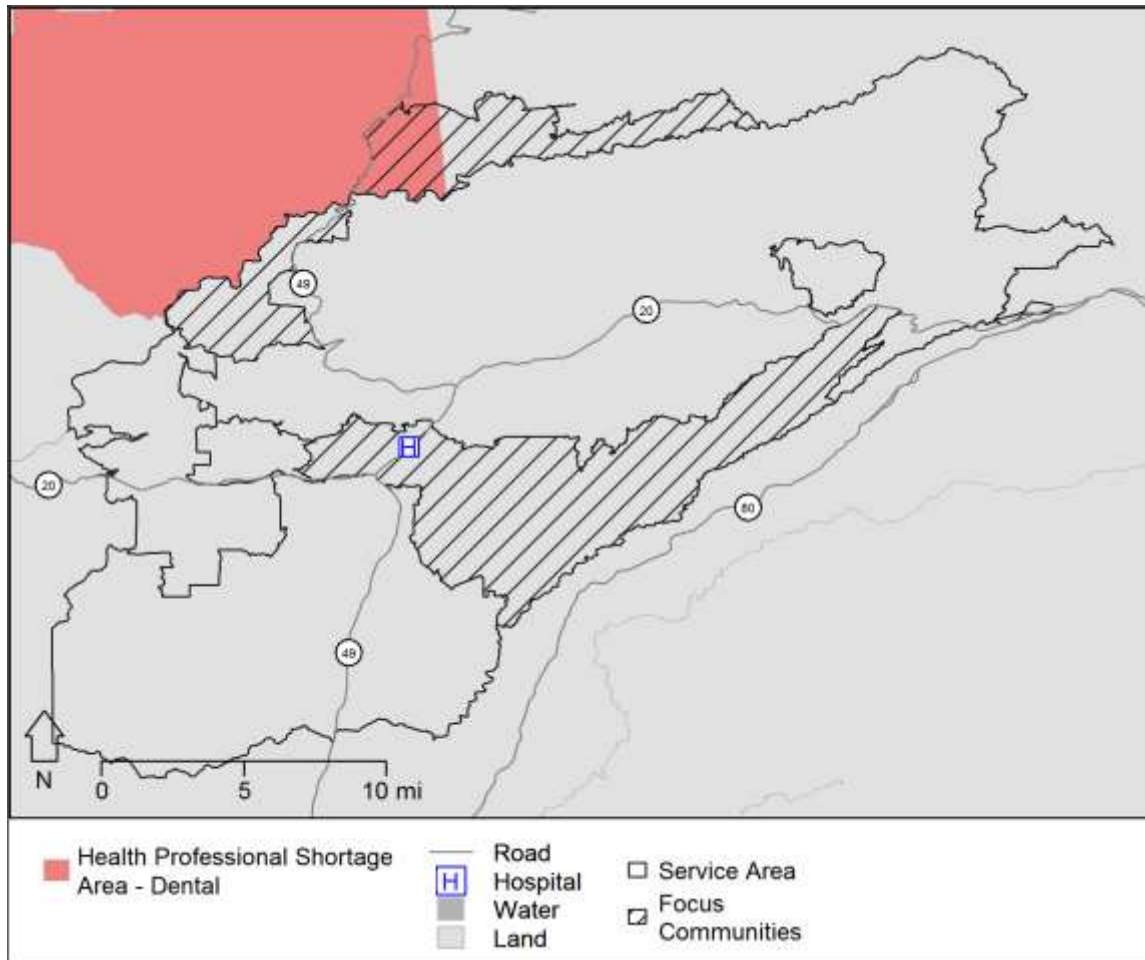 49
20
20
80
49
N
0 5 10 mi
Health Professional Shortage
Area - Dental
Road
Hospital
Water
Land
Service Area
Focus
Communities
H
H